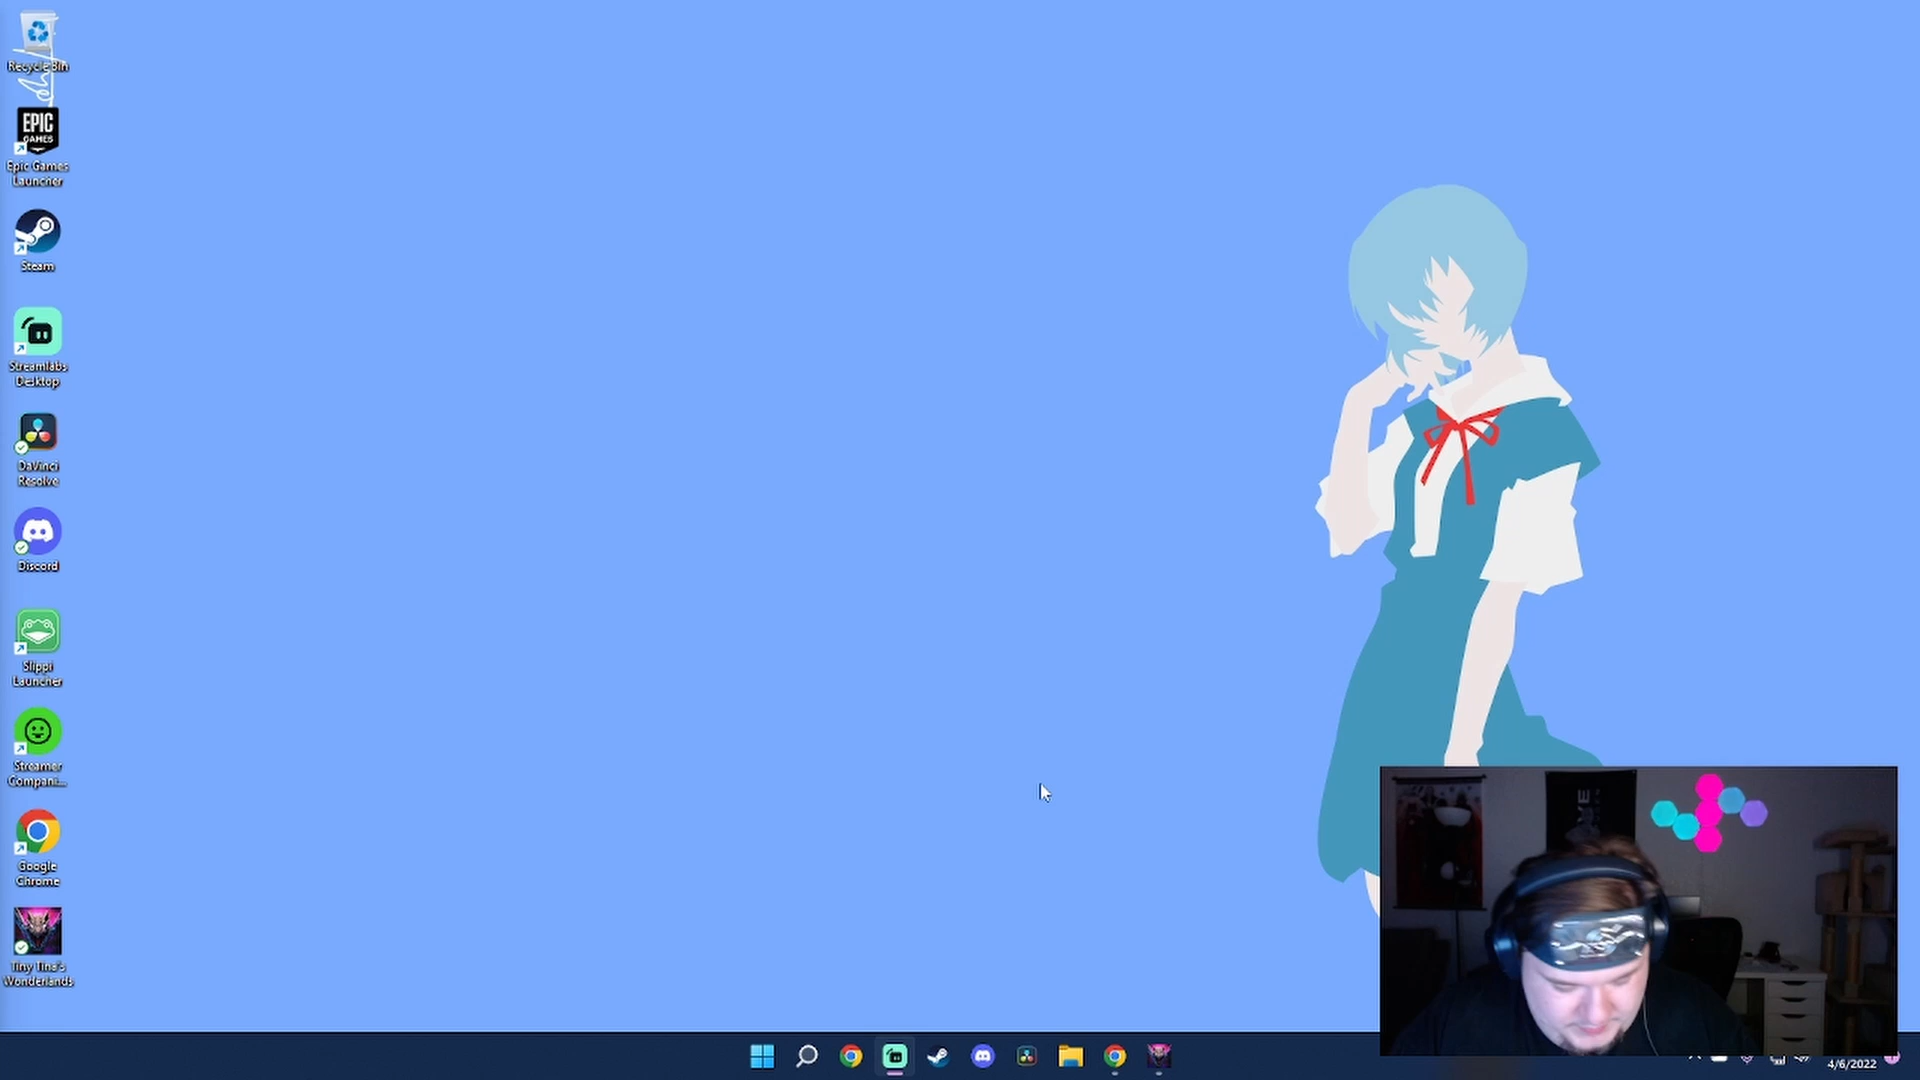 Recycle Bin
EPIC
GAMES
Epic Games
Launcher
Steam
Streamlabs
Desktop
DaVinci
Resolve
Discord
Slippi
Launcher
Streamer
Compani...
Google
Chrome
Tiny Tina's
Wonderlands
4/6/2022